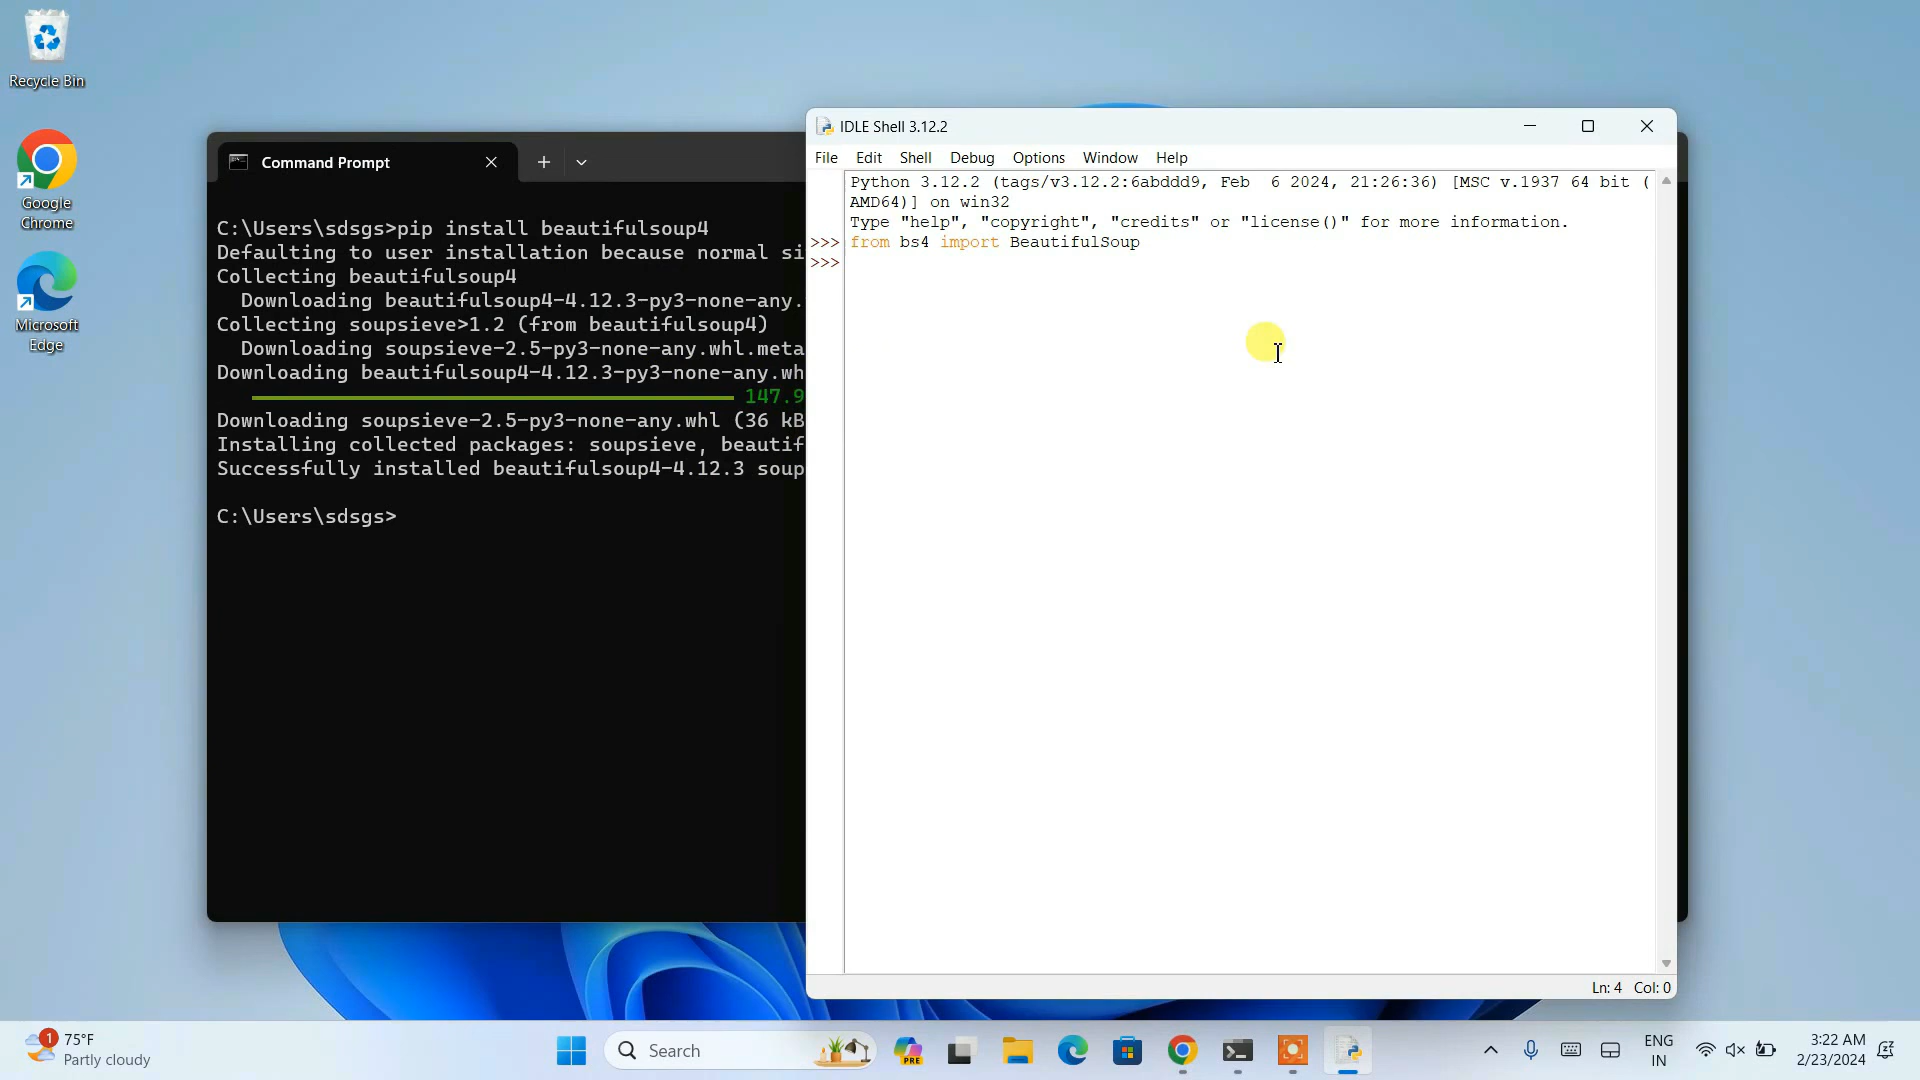 Recycle Bin
Google
Chrome
Microsoft
Edge
Command Prompt
C:\Users\sdsgs>pip install beautifulsoup4
Defaulting to user installation because normal si
Collecting beautifulsoup4
Downloading beautifulsoup4-4.12.3-py3-none-any.
Collecting soupsieve>1.2 (from beautifulsoup4)
Downloading soupsieve-2.5-py3-none-any.whl.meta
Downloading beautifulsoup4-4.12.3-py3-none-any.wh
147.9
Downloading soupsieve-2.5-py3-none-any.whl (36 kB
Installing collected packages: soupsieve, beautif
Successfully installed beautifulsoup4-4.12.3 soup
C:\Users\sdsgs>
IDLE Shell 3.12.2
File Edit Shell Debug Options Window Help
Python 3.12.2 (tags/v3.12.2:6abddd9, Feb  6 2024, 21:26:36) [MSC v.1937 64 bit (
AMD64)] on win32
Type "help", "copyright", "credits" or "license()" for more information.
>>> from bs4 import BeautifulSoup
>>>
Ln: 4 Col: 0
1
75°F
Partly cloudy
Search
PRE
ENG
IN
3:22 AM
2/23/2024